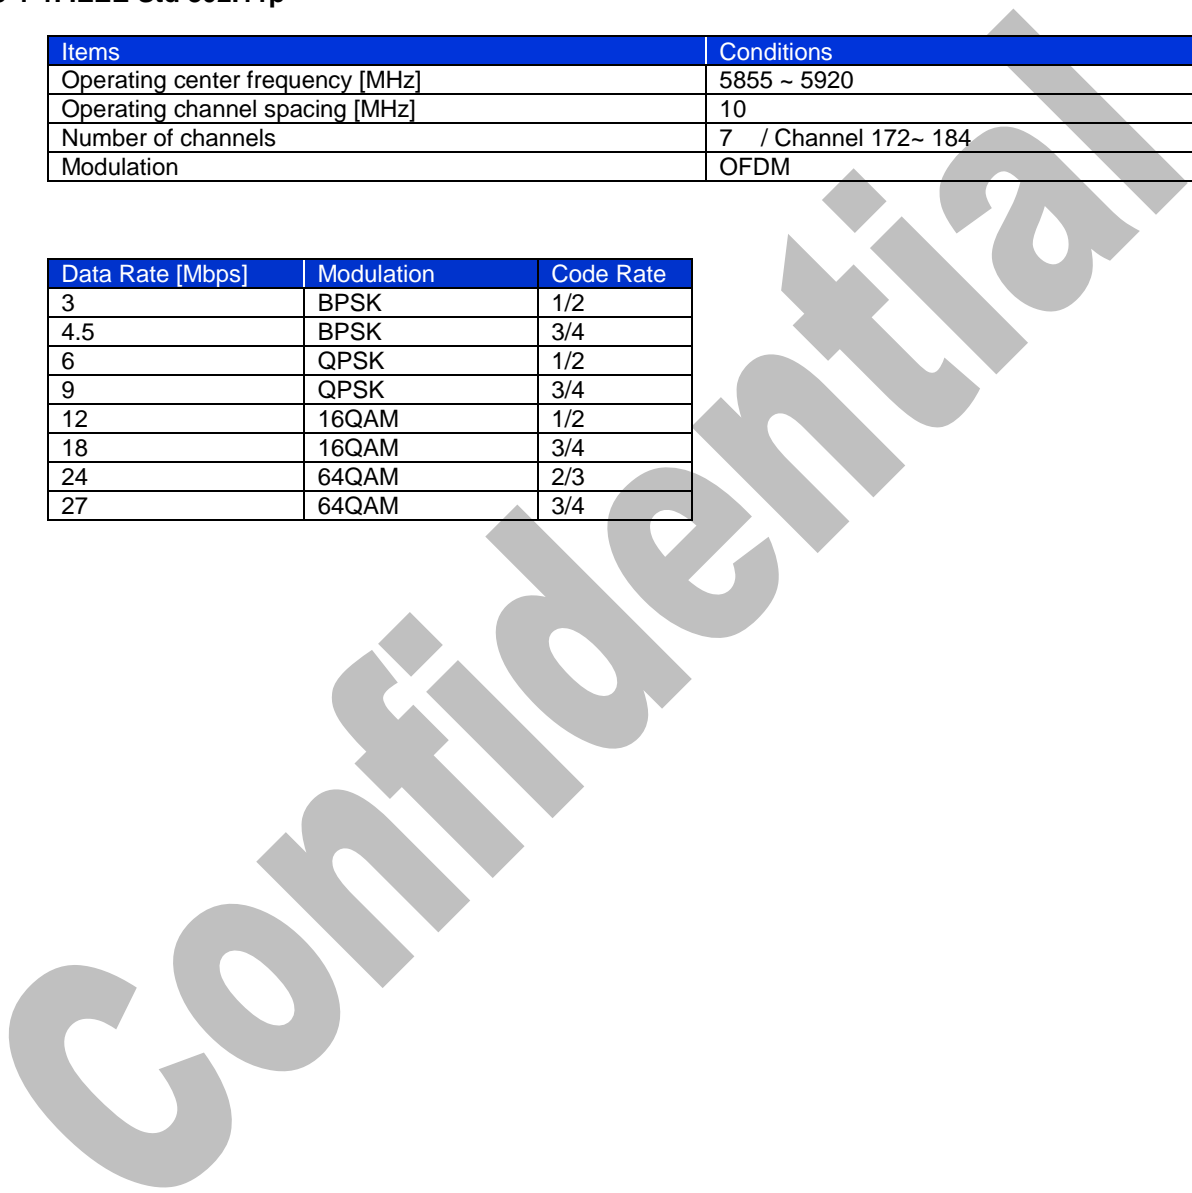 IEEE Std 802.11p
Items Conditions
Operating center frequency [MHz] 5855 ~ 5920
Operating channel spacing [MHz] 10
Number of channels 7 / Channel 172~ 184
Modulation OFDM
Data Rate [Mbps] Modulation Code Rate
3 BPSK 1/2
4.5 BPSK 3/4
6 QPSK 1/2
9 QPSK 3/4
12 16QAM 1/2
18 16QAM 3/4
24 64QAM 2/3
27 64QAM 3/4
Confidential